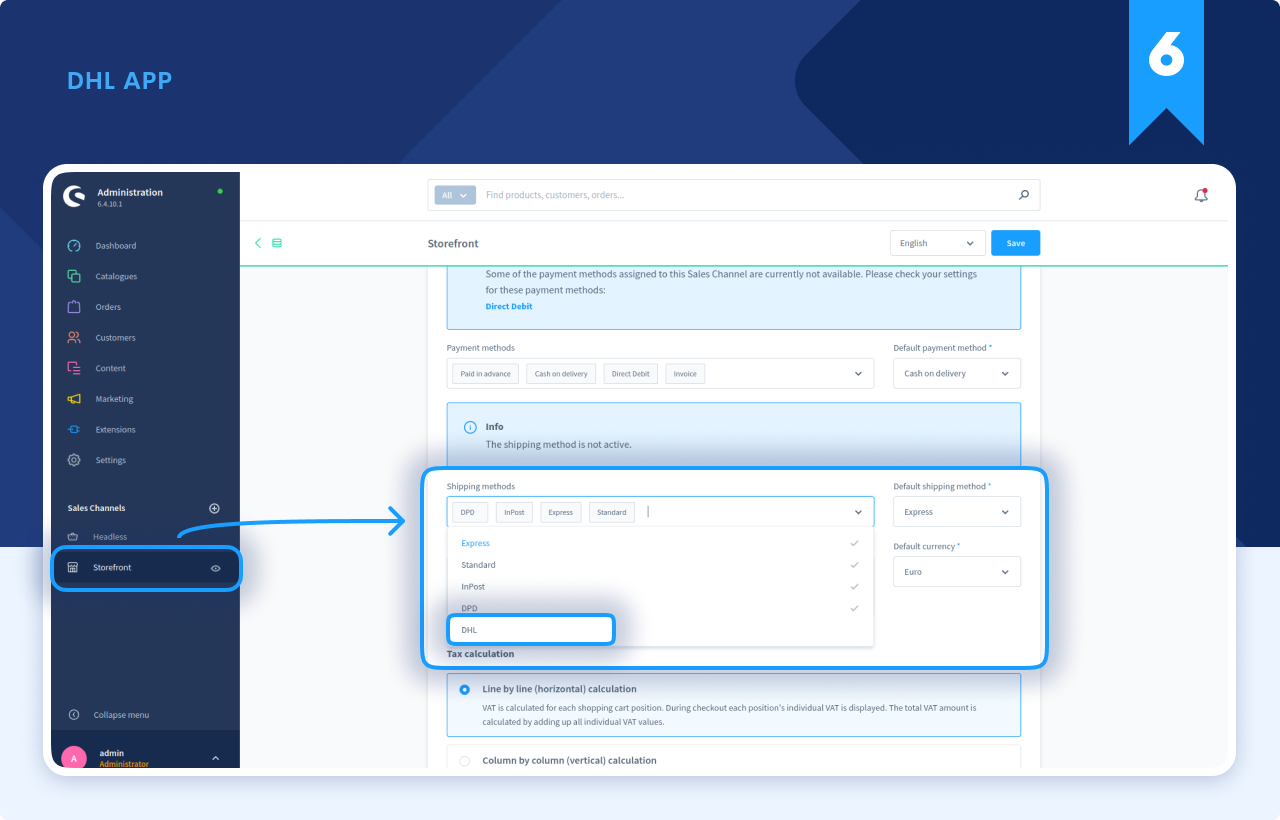 DHL APP
6
Administration
6.4.10.1
Dashboard
Catalogues
Orders
Customers
Content
Marketing
Extensions
Settings
Sales Channels
Headless
Storefront
Collapse menu
A
admin
Administrator
All
Find products, customers, orders...
Storefront
English
Save
Some of the payment methods assigned to this Sales Channel are currently not available. Please check your settings
for these payment methods:
Direct Debit
Payment methods
Paid in advance
Cash on delivery
Direct Debit
Invoice
Default payment method *
Cash on delivery
Info
The shipping method is not active.
Shipping methods
DPD
InPost
Express
Standard
Default shipping method *
Express
Express
Standard
InPost
DPD
DHL
Default currency *
Euro
Tax calculation
Line by line (horizontal) calculation
VAT is calculated for each shopping cart position. During checkout each position's individual VAT is displayed. The total VAT amount is
calculated by adding up all individual VAT values.
Column by column (vertical) calculation